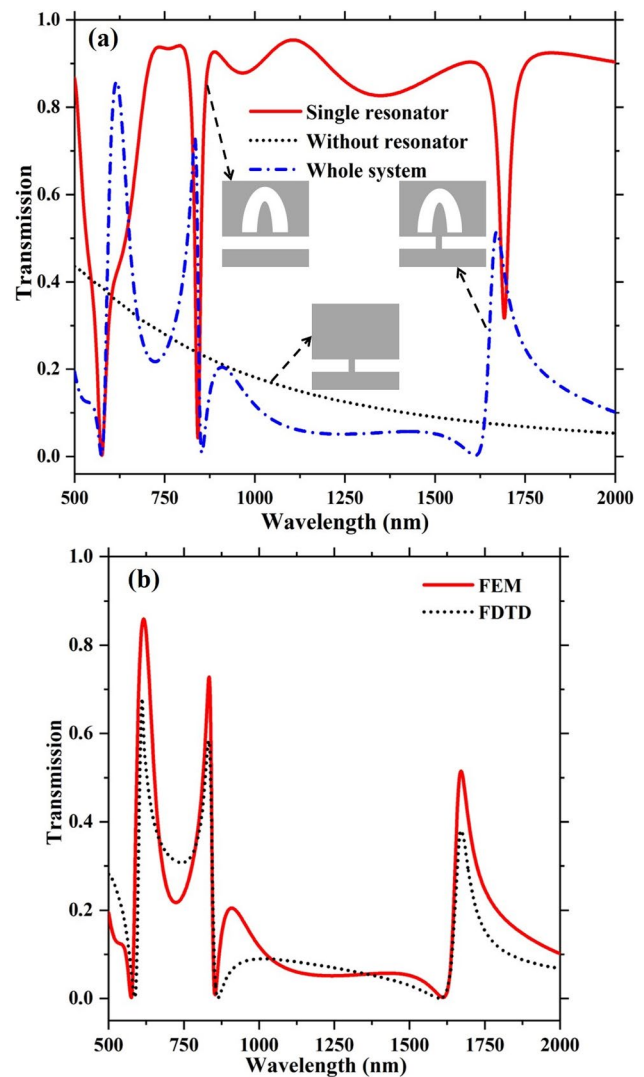 (a)
1.0
0.8
0.6
0.4
0.2
0.0
Transmission
Single resonator
Without resonator
Whole system
500 750 1000 1250 1500 1750 2000
Wavelength (nm)
(b)
1.0
0.8
0.6
0.4
0.2
0.0
Transmission
FEM
FDTD
500 750 1000 1250 1500 1750 2000
Wavelength (nm)